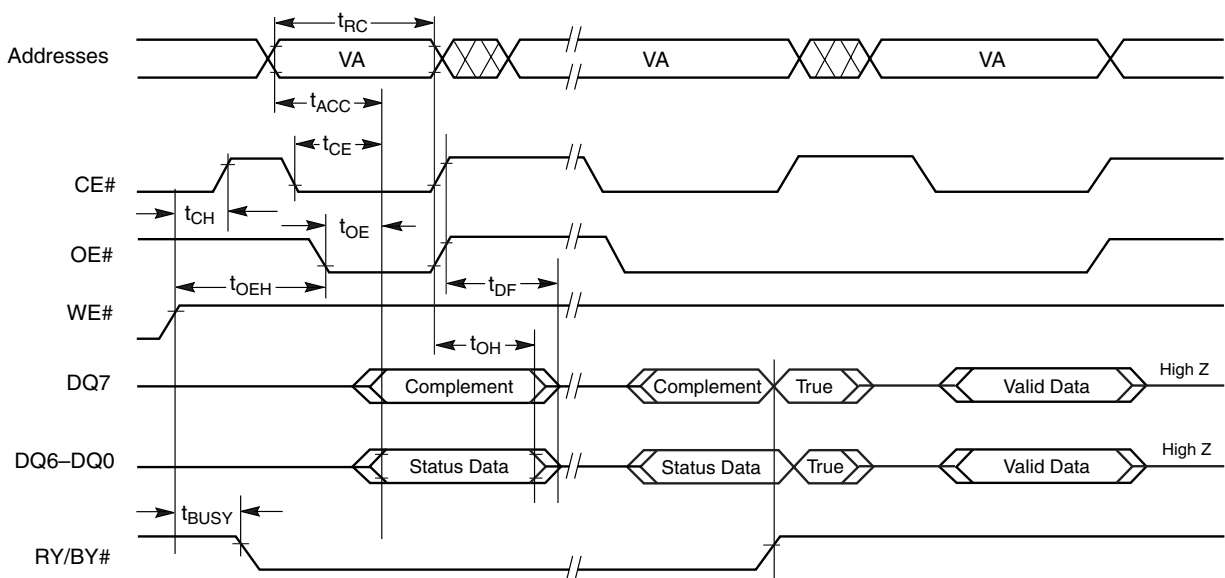 tRC
Addresses VA VA VA
tACC
tCE
CE#
tCH tOE
OE#
tOEH tDF
WE#
tOH
DQ7 Complement Complement True Valid Data High Z
DQ6–DQ0 Status Data Status Data True Valid Data High Z
tBUSY
RY/BY#